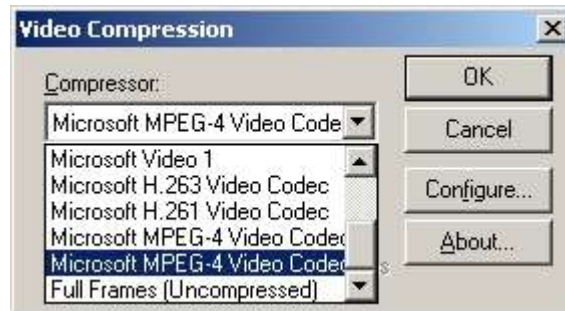 Video Compression
Compressor:
Microsoft MPEG-4 Video Code
Microsoft Video 1
Microsoft H.263 Video Codec
Microsoft H.261 Video Codec
Microsoft MPEG-4 Video Codec
Microsoft MPEG-4 Video Codec
Full Frames (Uncompressed)
OK
Cancel
Configure...
About...